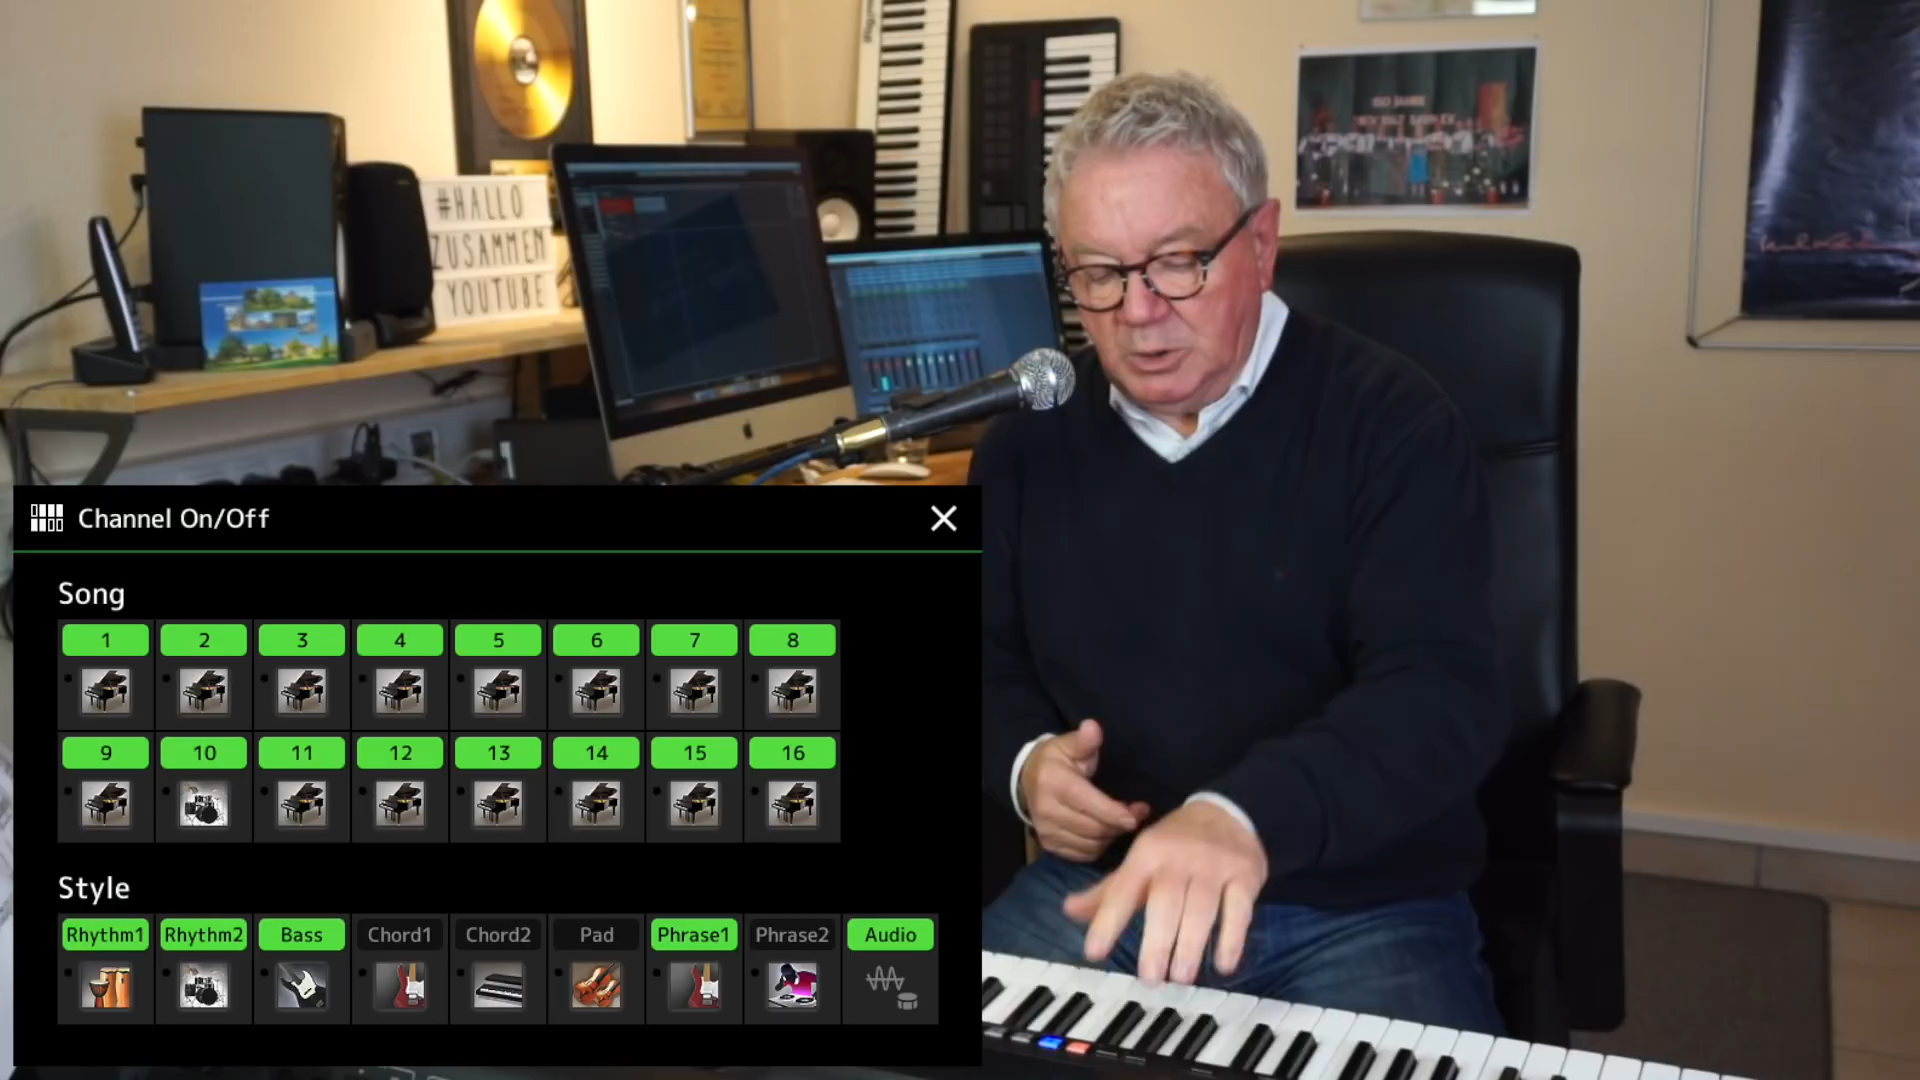 #HALLO
ZUSAMMEN
YOUTUBE
Channel On/Off
Song
1 2 3 4 5 6 7 8
9 10 11 12 13 14 15 16
Style
Rhythm1 Rhythm2 Bass Chord1 Chord2 Pad Phrase1 Phrase2 Audio